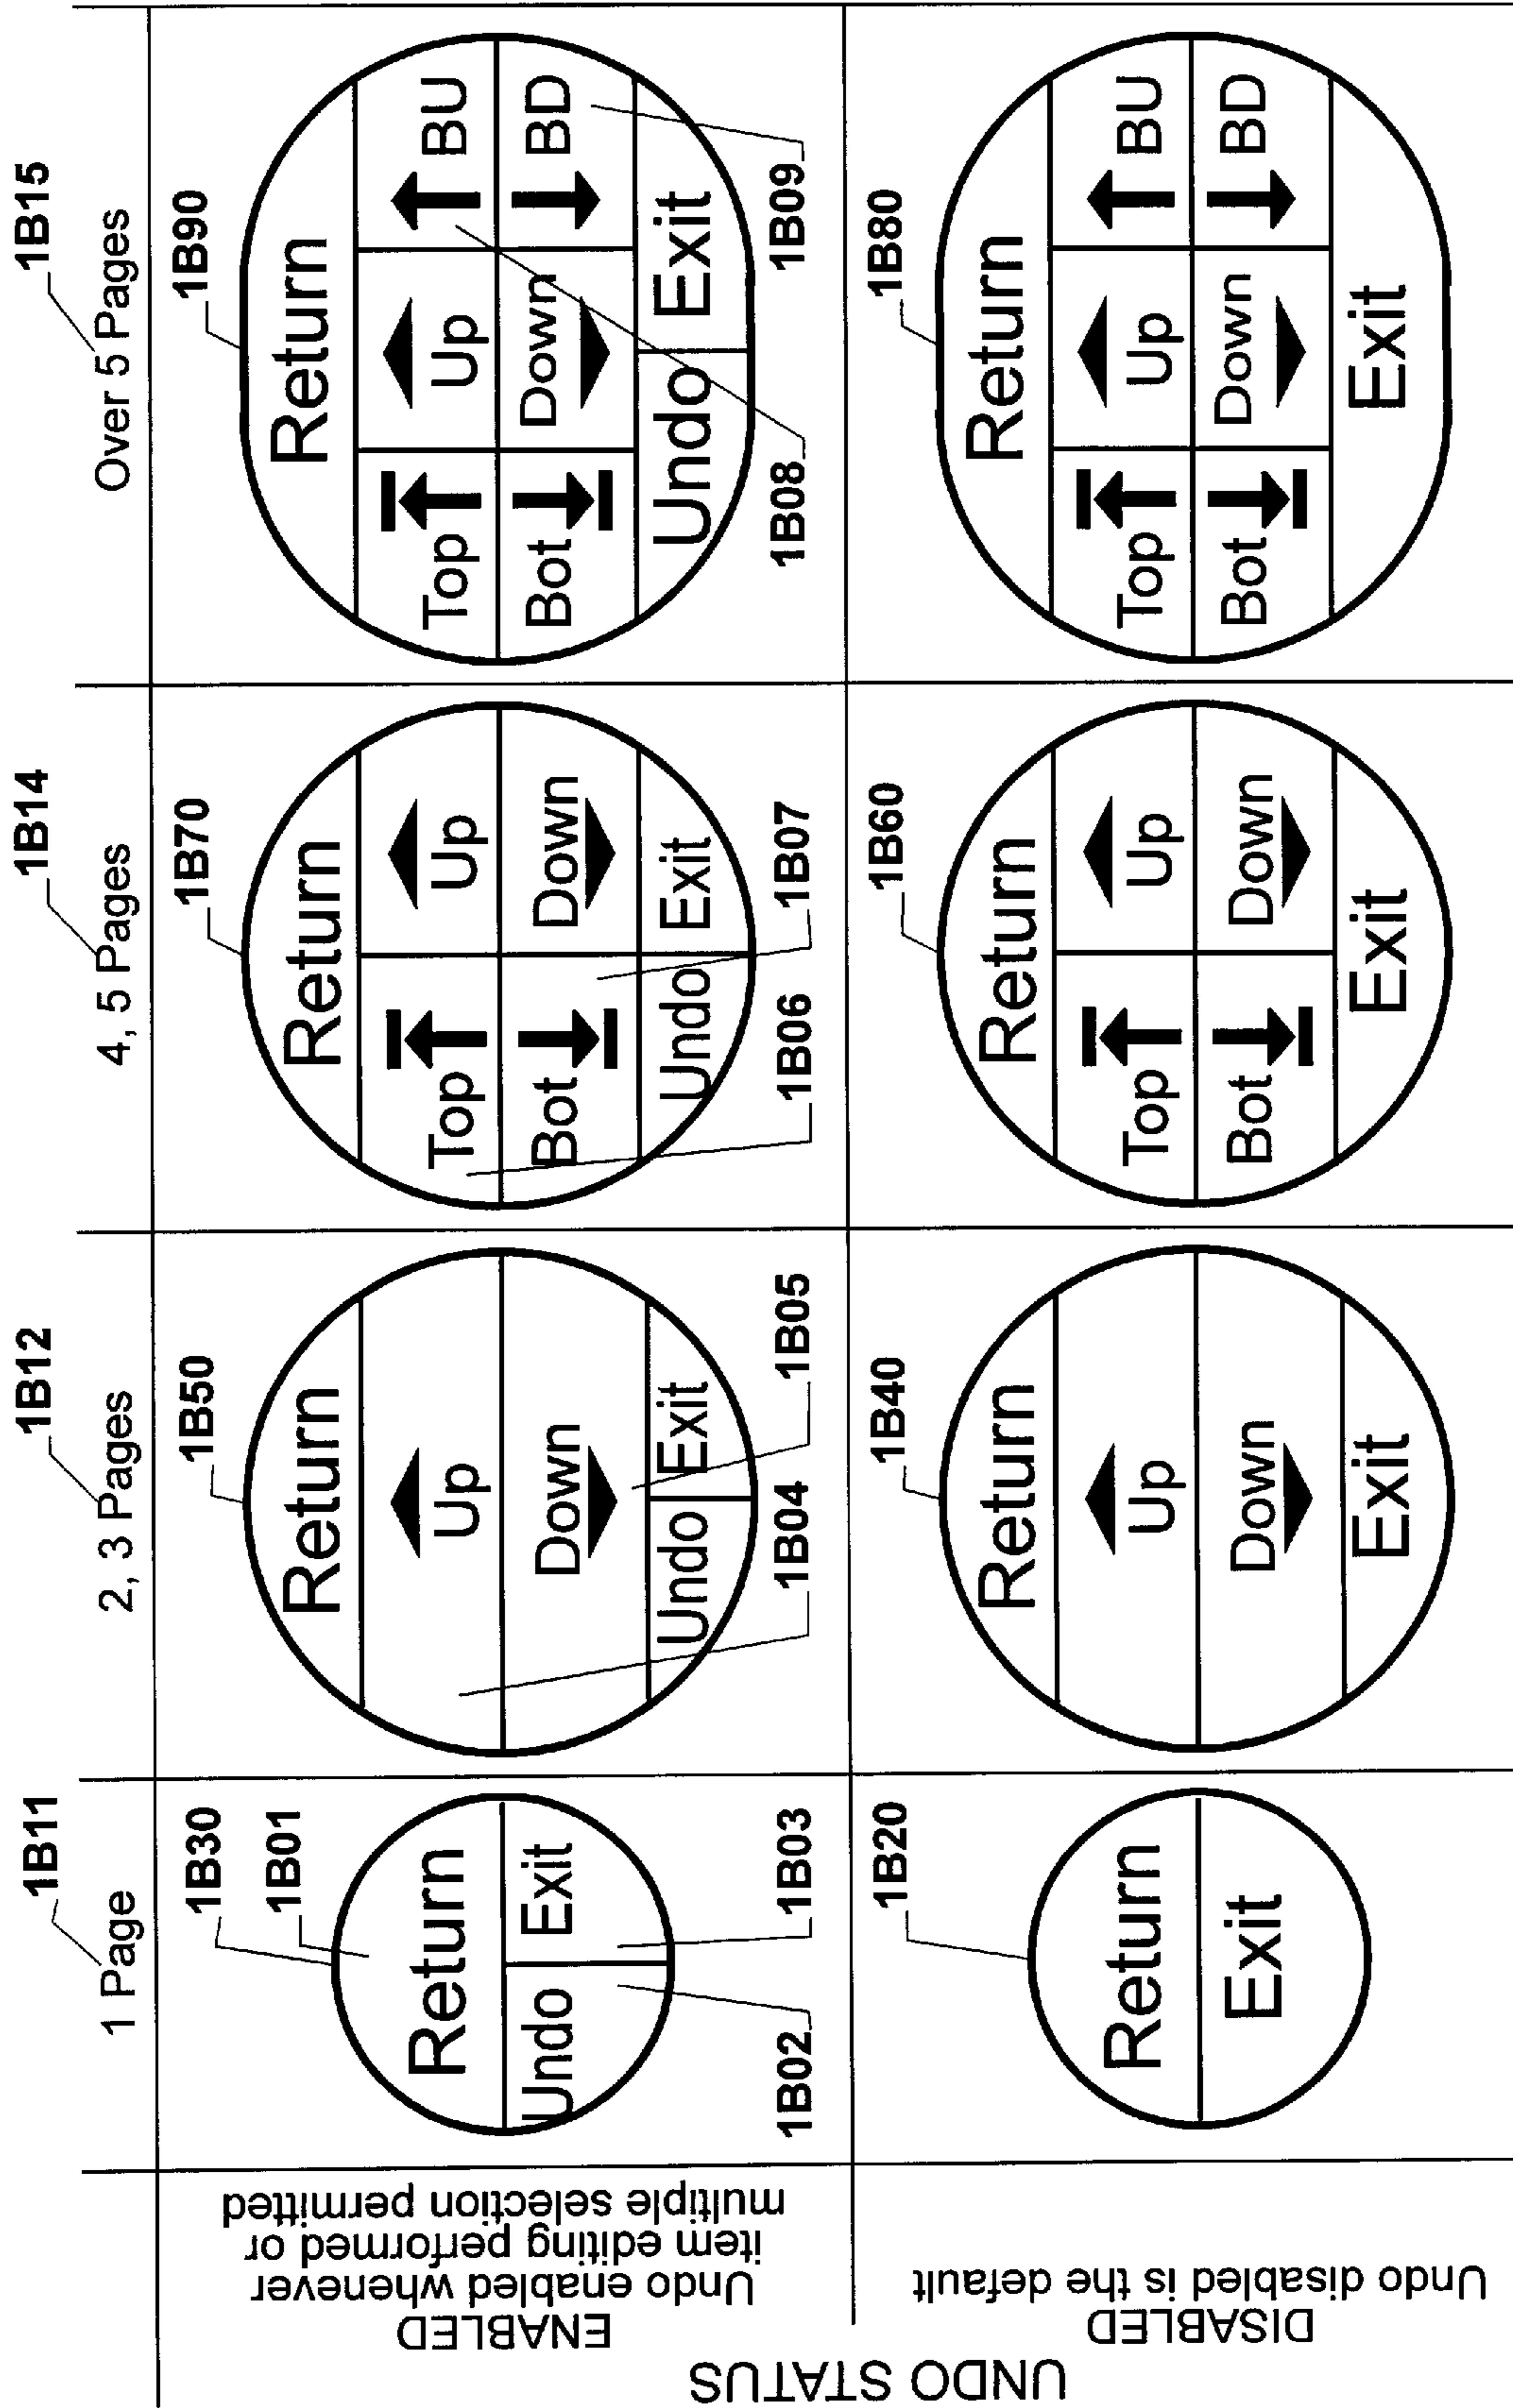 1B11
1B12
1B14
1B15
1 Page
2, 3 Pages
4, 5 Pages
Over 5 Pages
UNDO STATUS
ENABLED
Undo enabled whenever
item editing performed or
multiple selection permitted
1B30
1B01
Return
Undo
Exit
1B02
1B03
1B50
Return
Up
Down
Undo
Exit
1B04
1B05
1B70
Return
Top
Up
Bot
Down
Undo
Exit
1B06
1B07
1B90
Return
Top
Up
BU
Bot
Down
BD
Undo
Exit
1B08
1B09
DISABLED
Undo disabled is the default
1B20
Return
Exit
1B40
Return
Up
Down
Exit
1B60
Return
Top
Up
Bot
Down
Exit
1B80
Return
Top
Up
BU
Bot
Down
BD
Exit